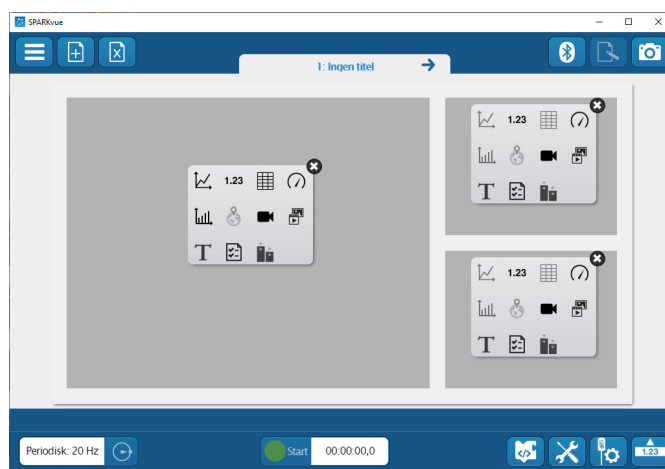 SPARKvue
1: Ingen titel
1.23
T
1.23
T
1.23
T
Periodisk: 20 Hz
Start
00:00:00,0
1.23